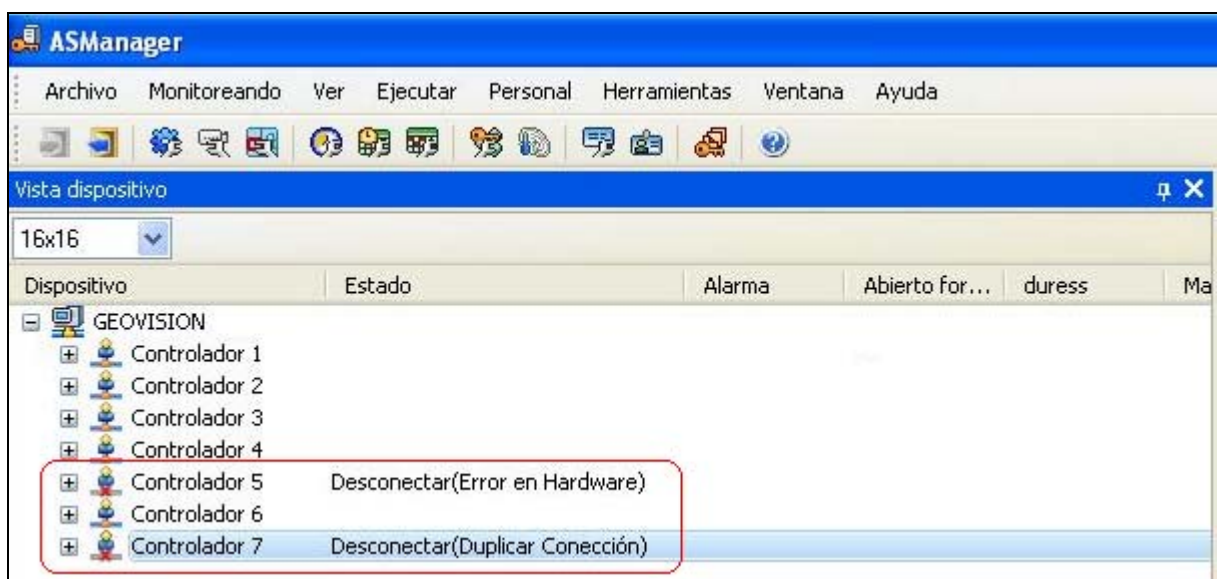 ASManager
Archivo Monitoreando Ver Ejecutar Personal Herramientas Ventana Ayuda
Vista dispositivo
16x16
Dispositivo Estado Alarma Abierto for... duress Ma
GEOVISION
Controlador 1
Controlador 2
Controlador 3
Controlador 4
Controlador 5 Desconectar(Error en Hardware)
Controlador 6
Controlador 7 Desconectar(Duplicar Conección)